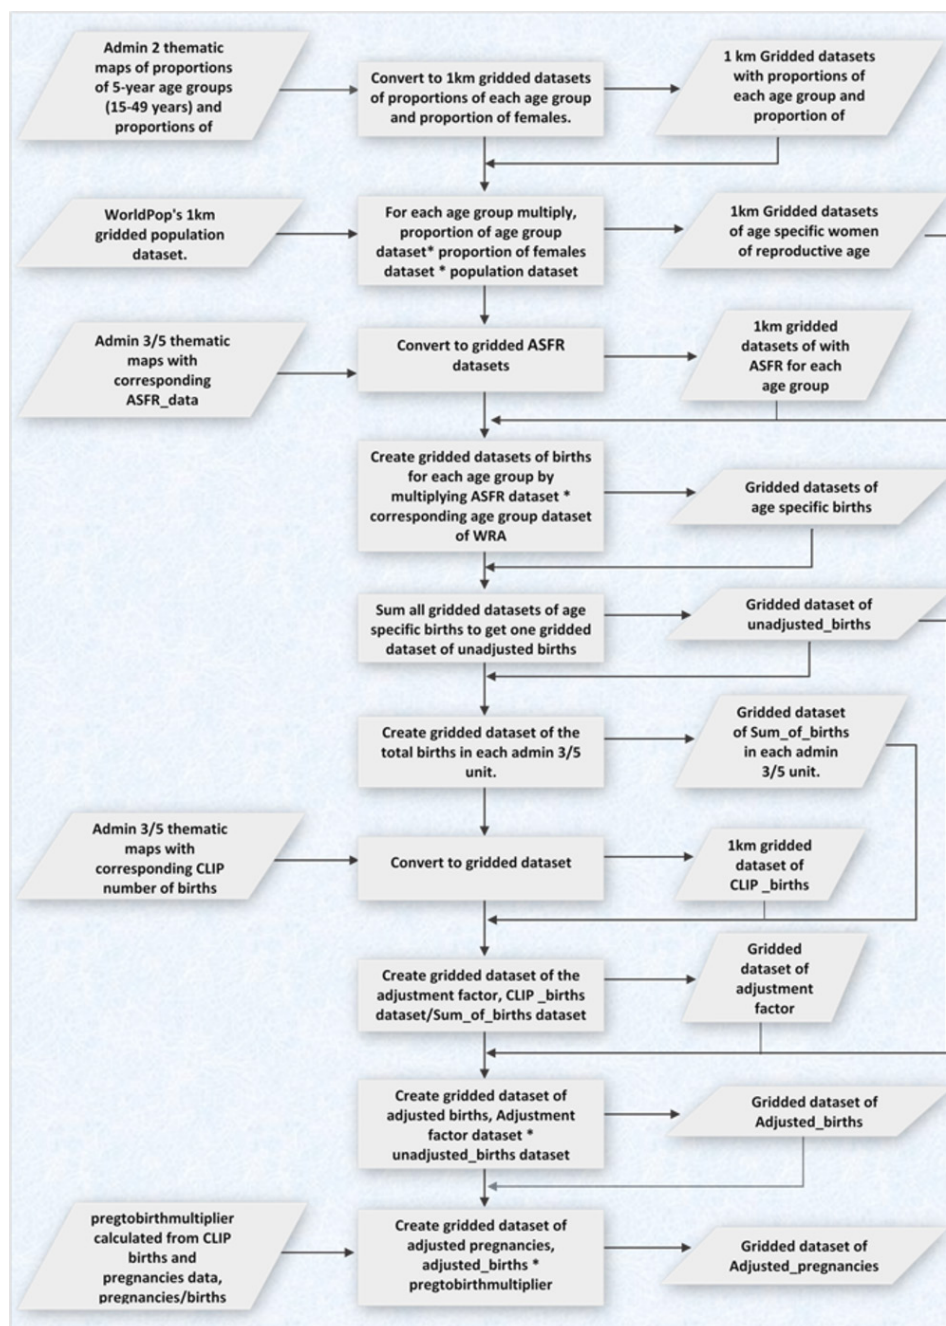 Admin 2 thematic
maps of proportions
of 5-year age groups
(15-49 years) and
proportions of
Convert to 1km gridded datasets
of proportions of each age group
and proportion of females.
1 km Gridded datasets
with proportions of
each age group and
proportion of
WorldPop's 1km
gridded population
dataset.
For each age group multiply,
proportion of age group
dataset* proportion of females
dataset * population dataset
1km Gridded datasets
of age specific women
of reproductive age
Admin 3/5 thematic
maps with
corresponding
ASFR_data
Convert to gridded ASFR
datasets
1km gridded
datasets of with
ASFR for each
age group
Create gridded datasets of births
for each age group by
multiplying ASFR dataset *
corresponding age group dataset
of WRA
Gridded datasets of
age specific births
Sum all gridded datasets of age
specific births to get one gridded
dataset of unadjusted births
Gridded dataset of
unadjusted_births
Create gridded dataset of the
total births in each admin 3/5
unit.
Gridded dataset
of Sum_of_births
in each admin
3/5 unit.
Admin 3/5 thematic
maps with
corresponding CLIP
number of births
Convert to gridded dataset
1km gridded
dataset of
CLIP _births
Create gridded dataset of the
adjustment factor, CLIP _births
dataset/Sum_of_births dataset
Gridded
dataset of
adjustment
factor
Create gridded dataset of
adjusted births, Adjustment
factor dataset *
unadjusted_births dataset
Gridded dataset of
Adjusted_births
pregtobirthmultiplier
calculated from CLIP
births and
pregnancies data,
pregnancies/births
Create gridded dataset of
adjusted pregnancies,
adjusted_births *
pregtobirthmultiplier
Gridded dataset of
Adjusted_pregnancies